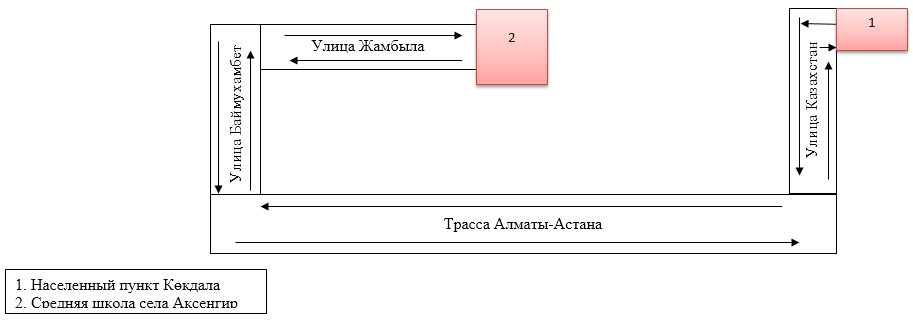 1
2
Улица Жамбыла
Улица Баймухамбет
Улица Казахстан
Трасса Алматы-Астана
1. Населенный пункт Көкдала
2. Средняя школа села Аксенгир